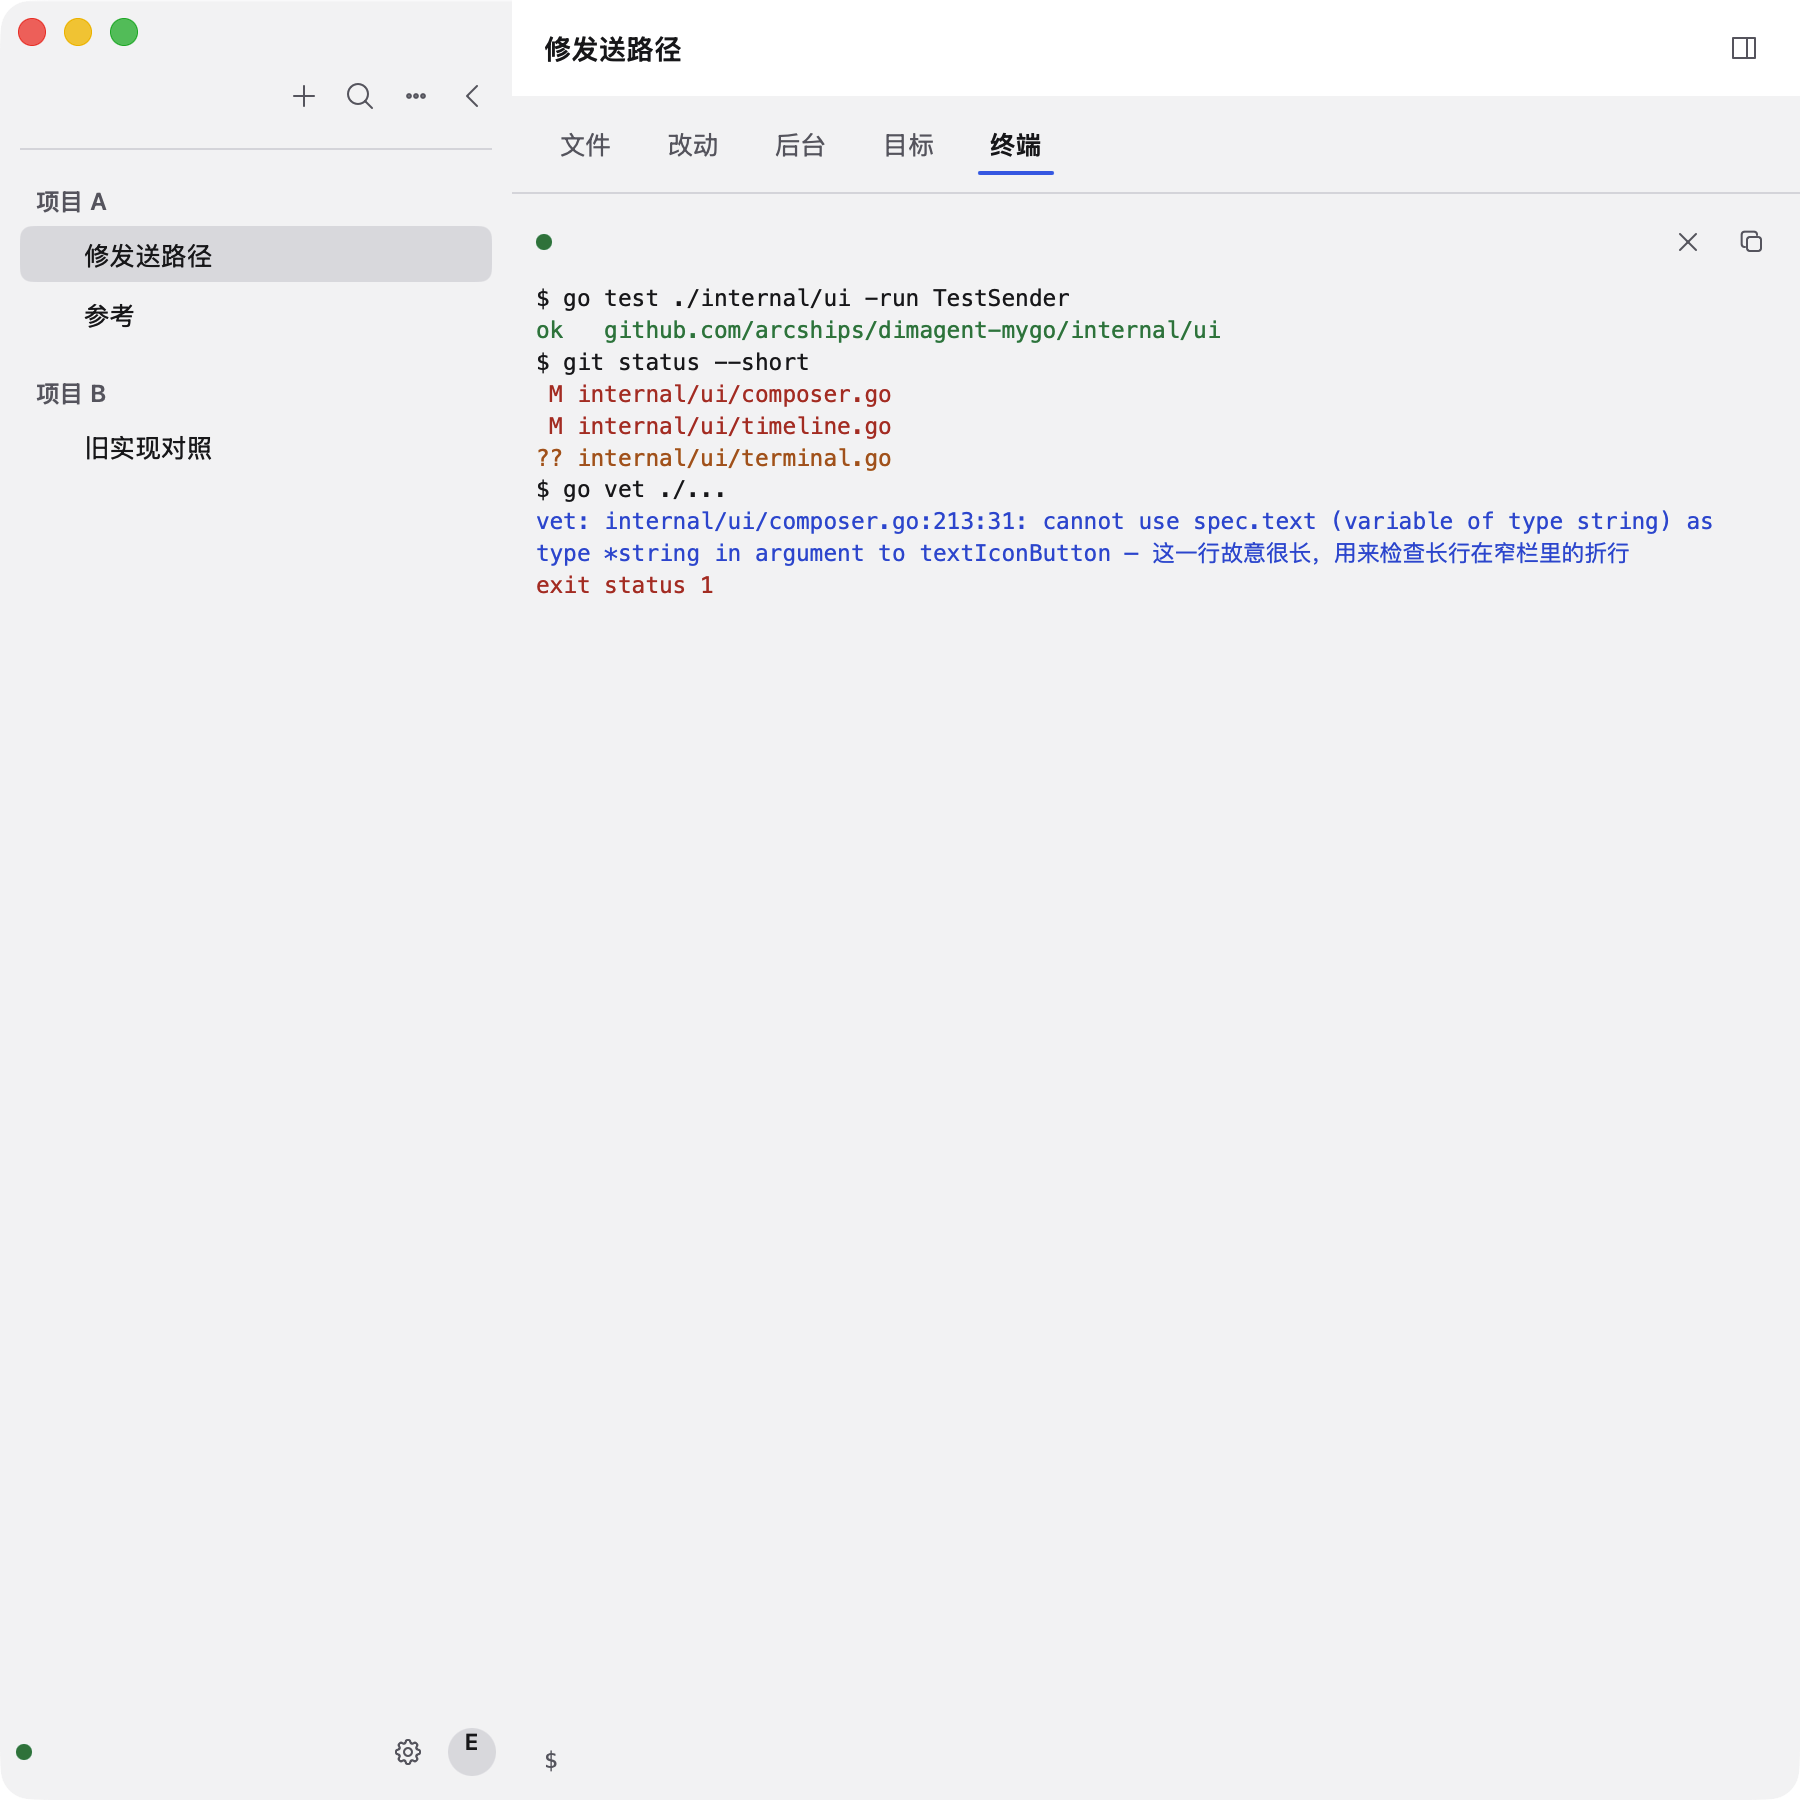 修发送路径
文件
改动
后台
目标
终端
项目 A
修发送路径
参考
项目 B
旧实现对照
$ go test ./internal/ui -run TestSender
ok   github.com/arcships/dimagent-mygo/internal/ui
$ git status --short
 M internal/ui/composer.go
 M internal/ui/timeline.go
?? internal/ui/terminal.go
$ go vet ./...
vet: internal/ui/composer.go:213:31: cannot use spec.text (variable of type string) as
type *string in argument to textIconButton — 这一行故意很长，用来检查长行在窄栏里的折行
exit status 1
E
$